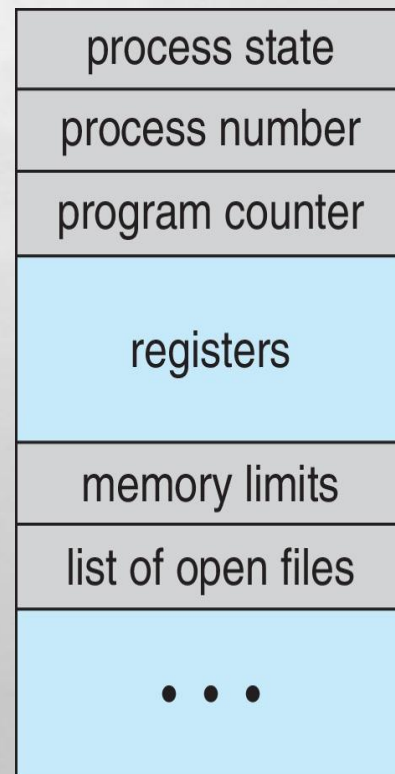 process state
process number
program counter
registers
memory limits
list of open files
• • •